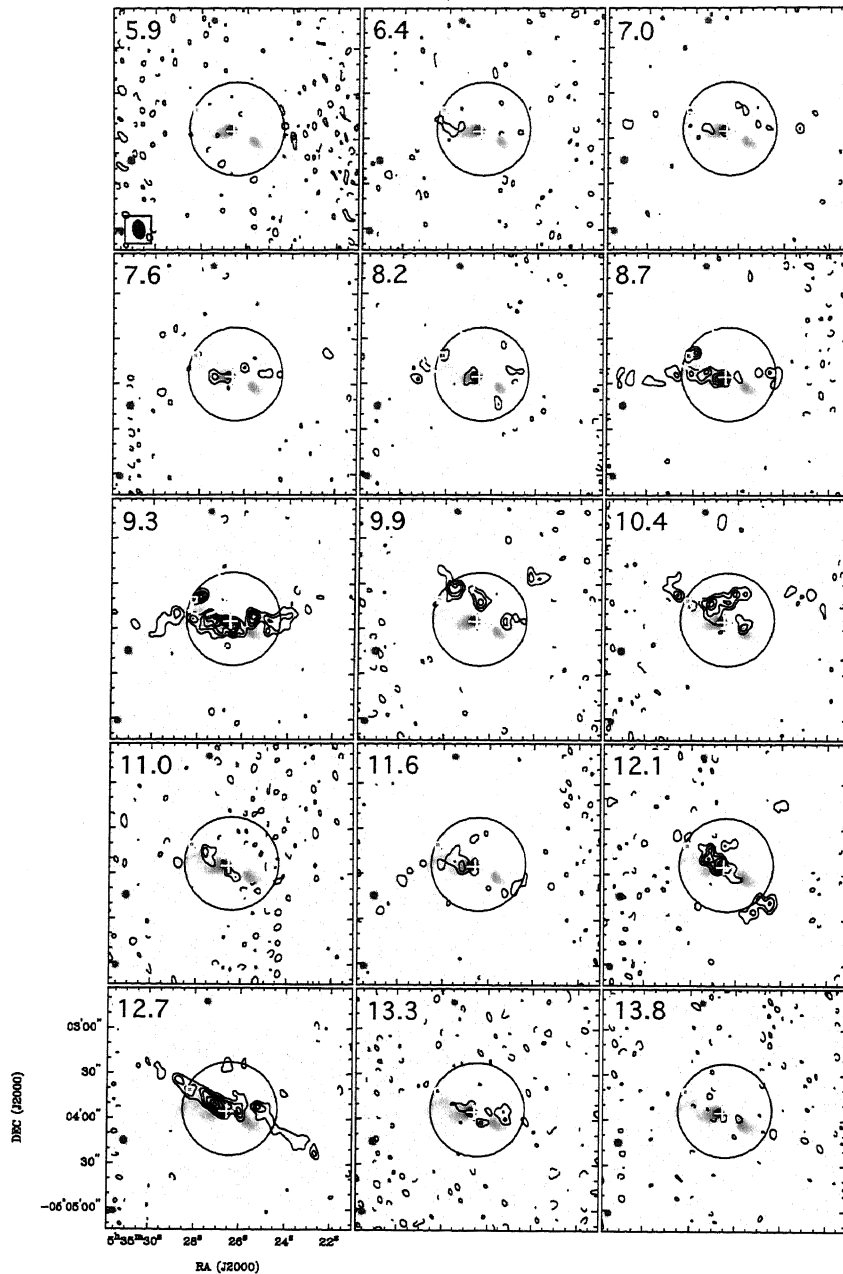 5.9 6.4 7.0
7.6 8.2 8.7
9.3 9.9 10.4
11.0 11.6 12.1
12.7 13.3 13.8
03'00"
30"
04'00"
30"
-05°05'00"
DEC (J2000)
5ʰ35ᵐ30ˢ 28ˢ 26ˢ 24ˢ 22ˢ
RA (J2000)